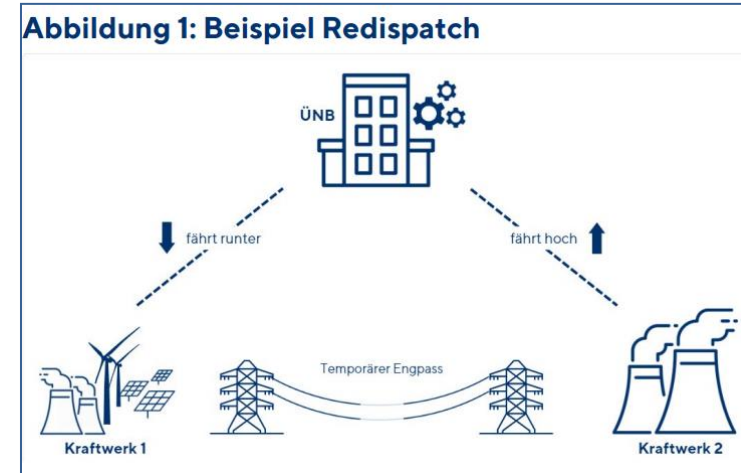 Abbildung 1: Beispiel Redispatch
ÜNB
fährt runter
fährt hoch
Temporärer Engpass
Kraftwerk 1
Kraftwerk 2